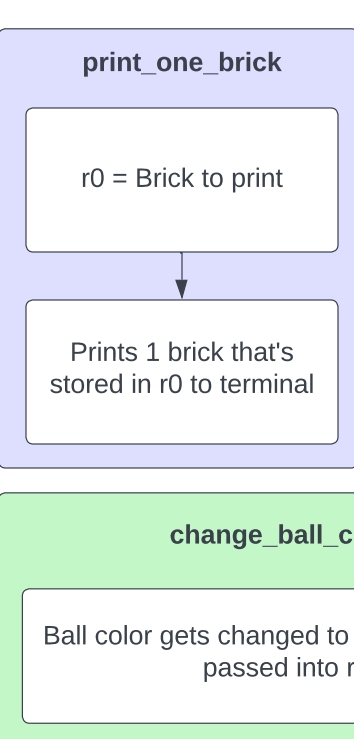 print_one_brick
r0 = Brick to print
Prints 1 brick that's
stored in r0 to terminal
change_ball_c
Ball color gets changed to
passed into r